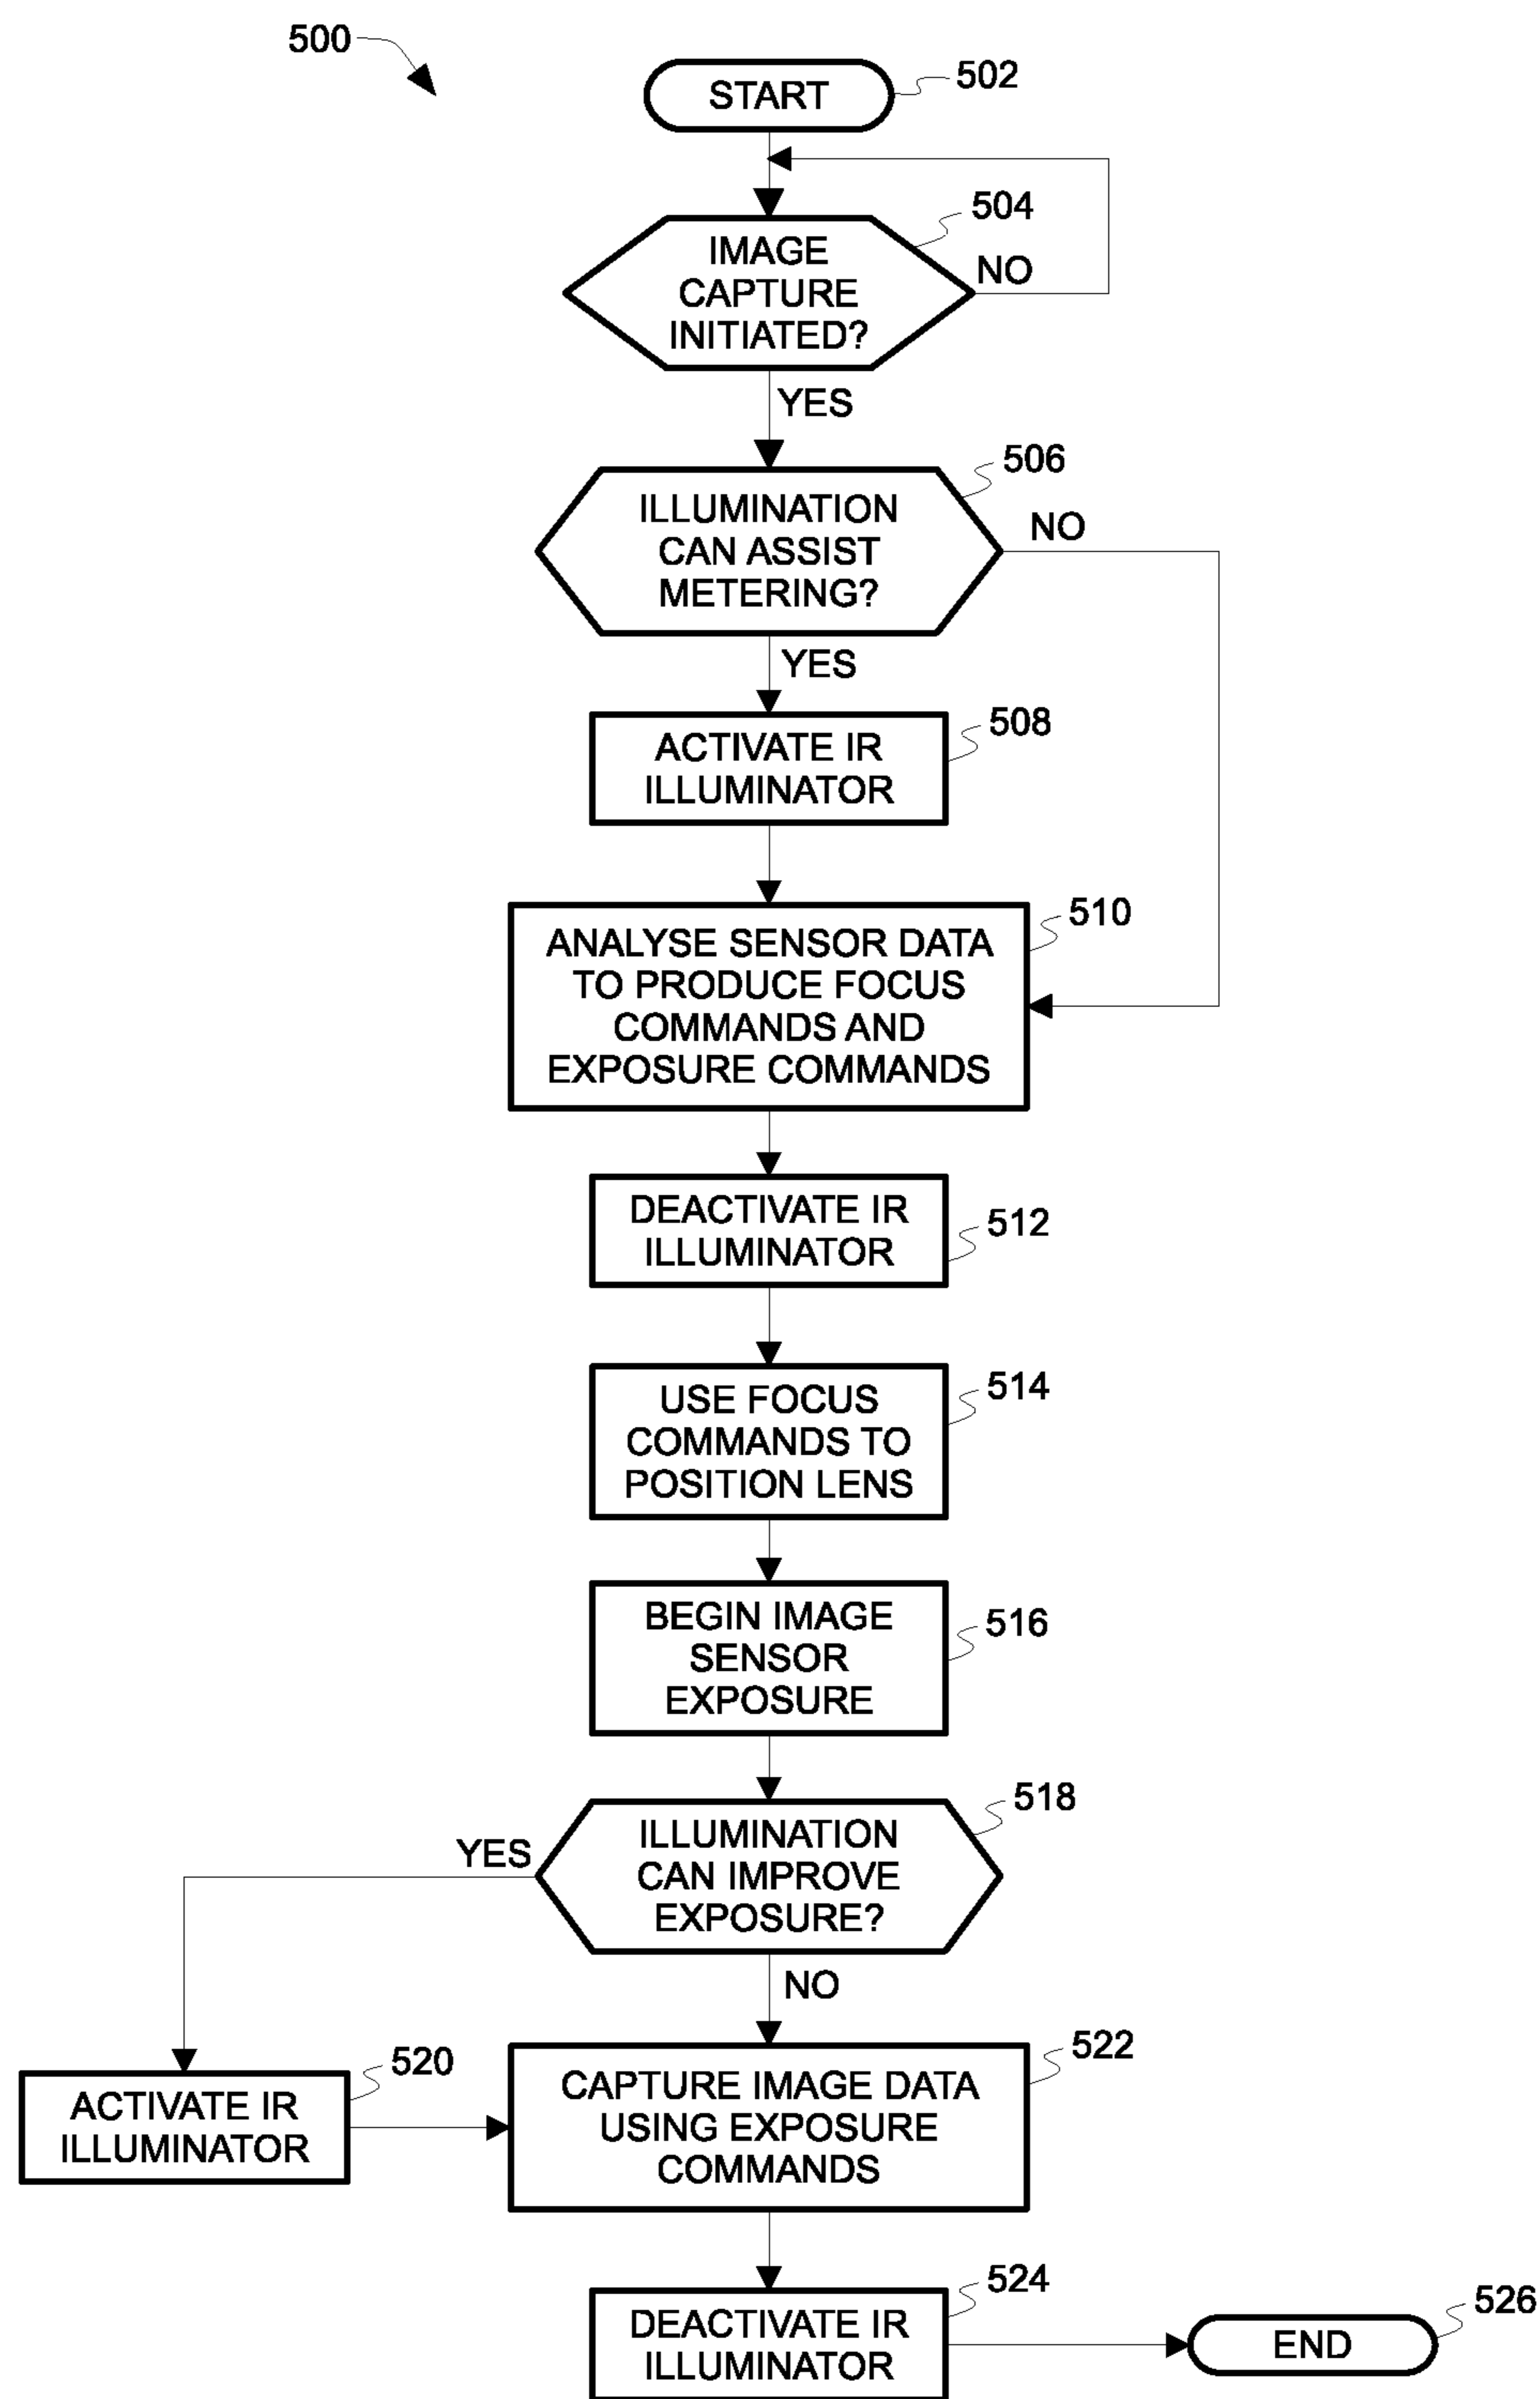 500
START
502
IMAGE
CAPTURE
INITIATED?
504
NO
YES
ILLUMINATION
CAN ASSIST
METERING?
506
NO
YES
ACTIVATE IR
ILLUMINATOR
508
ANALYSE SENSOR DATA
TO PRODUCE FOCUS
COMMANDS AND
EXPOSURE COMMANDS
510
DEACTIVATE IR
ILLUMINATOR
512
USE FOCUS
COMMANDS TO
POSITION LENS
514
BEGIN IMAGE
SENSOR
EXPOSURE
516
ILLUMINATION
CAN IMPROVE
EXPOSURE?
518
YES
NO
ACTIVATE IR
ILLUMINATOR
520
CAPTURE IMAGE DATA
USING EXPOSURE
COMMANDS
522
DEACTIVATE IR
ILLUMINATOR
524
END
526